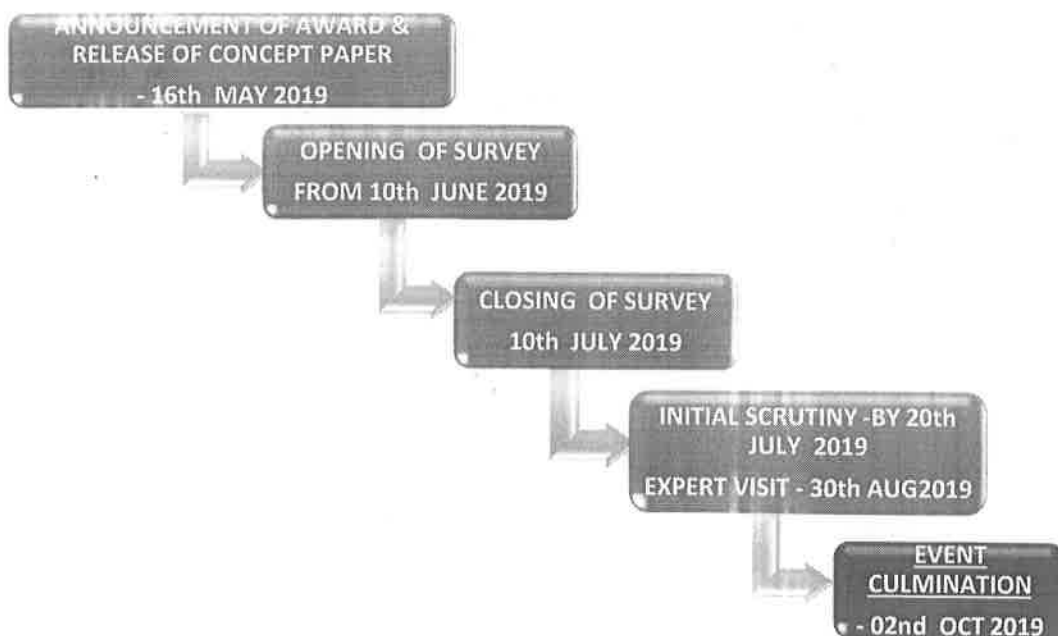 ANNOUNCEMENT OF AWARD &
RELEASE OF CONCEPT PAPER
- 16th MAY 2019
OPENING OF SURVEY
FROM 10th JUNE 2019
CLOSING OF SURVEY
10th JULY 2019
INITIAL SCRUTINY -BY 20th
JULY 2019
EXPERT VISIT - 30th AUG2019
EVENT
CULMINATION
- 02nd OCT 2019